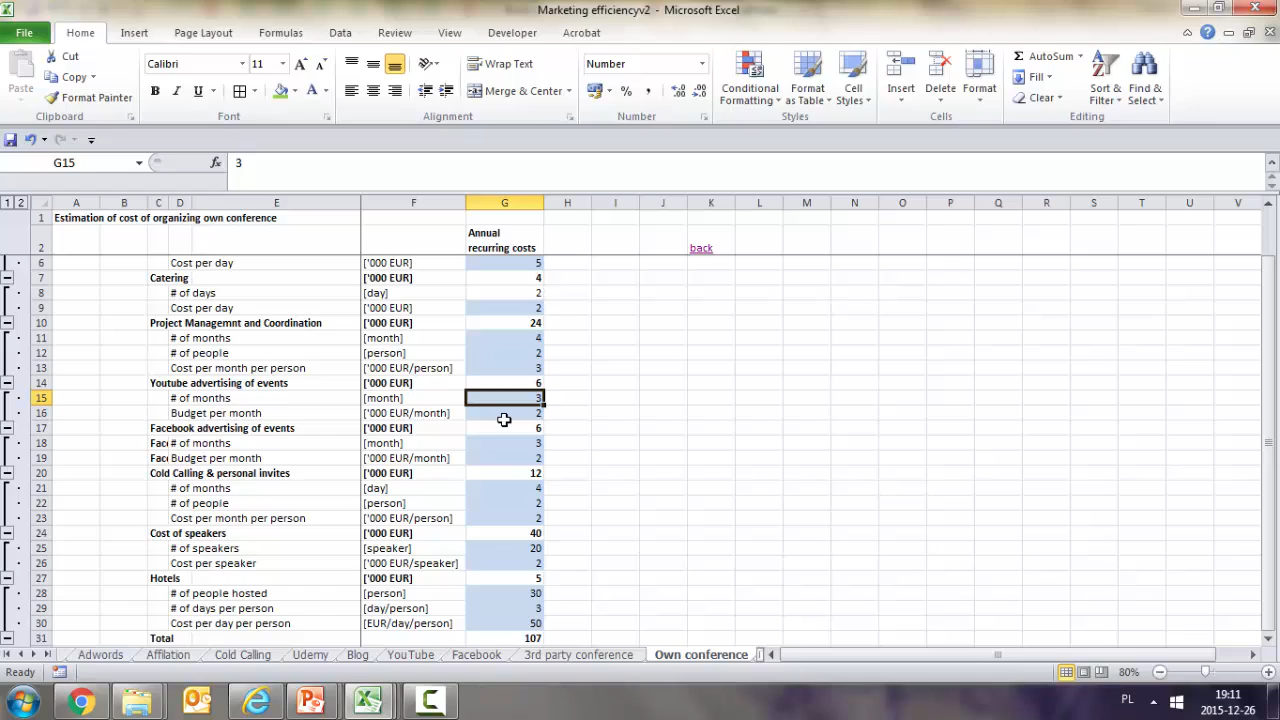 Marketing efficiencyv2 - Microsoft Excel
File Home Insert Page Layout Formulas Data Review View Developer Acrobat
Paste
Cut
Copy
Format Painter
Clipboard
Calibri 11
B I U
Font
Wrap Text
Merge & Center
Alignment
Number
%
Number
Conditional Formatting
Format as Table
Cell Styles
Styles
Insert Delete Format
Cells
AutoSum
Fill
Clear
Sort & Filter
Find & Select
Editing
G15 fx 3
1 2 A B C D E F G H I J K L M N O P Q R S T U V
1 Estimation of cost of organizing own conference
2 Annual recurring costs back
6 Cost per day ['000 EUR] 5
7 Catering ['000 EUR] 4
8 # of days [day] 2
9 Cost per day ['000 EUR] 2
10 Project Managemnt and Coordination ['000 EUR] 24
11 # of months [month] 4
12 # of people [person] 2
13 Cost per month per person ['000 EUR/person] 3
14 Youtube advertising of events ['000 EUR] 6
15 # of months [month] 3
16 Budget per month ['000 EUR/month] 2
17 Facebook advertising of events ['000 EUR] 6
18 Fac # of months [month] 3
19 Fac Budget per month ['000 EUR/month] 2
20 Cold Calling & personal invites ['000 EUR] 12
21 # of months [day] 4
22 # of people [person] 2
23 Cost per month per person ['000 EUR/person] 2
24 Cost of speakers ['000 EUR] 40
25 # of speakers [speaker] 20
26 Cost per speaker ['000 EUR/speaker] 2
27 Hotels ['000 EUR] 5
28 # of people hosted [person] 30
29 # of days per person [day/person] 3
30 Cost per day per person [EUR/day/person] 50
31 Total 107
Adwords Affilation Cold Calling Udemy Blog YouTube Facebook 3rd party conference Own conference
Ready 80%
PL 19:11
2015-12-26